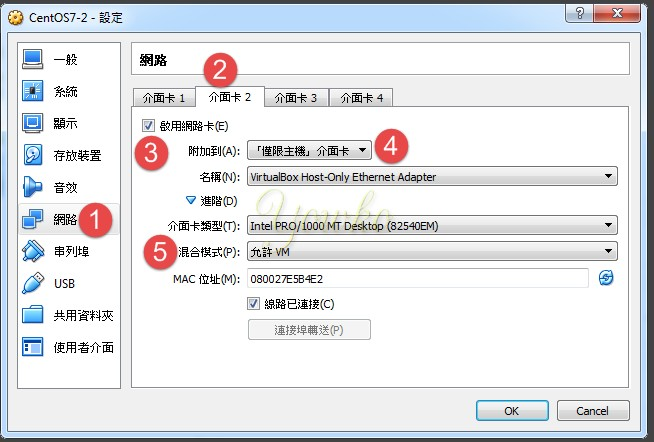 CentOS7-2 - 設定
一般
系統
顯示
存放裝置
音效
網路
串列埠
USB
共用資料夾
使用者介面
網路
介面卡 1 介面卡 2 介面卡 3 介面卡 4
啟用網路卡(E)
附加到(A): 「僅限主機」介面卡
名稱(N): VirtualBox Host-Only Ethernet Adapter
進階(D)
Yowko
介面卡類型(T): Intel PRO/1000 MT Desktop (82540EM)
混合模式(P): 允許 VM
MAC 位址(M): 080027E5B4E2
線路已連接(C)
連接埠轉送(P)
OK Cancel
1
2
3
4
5